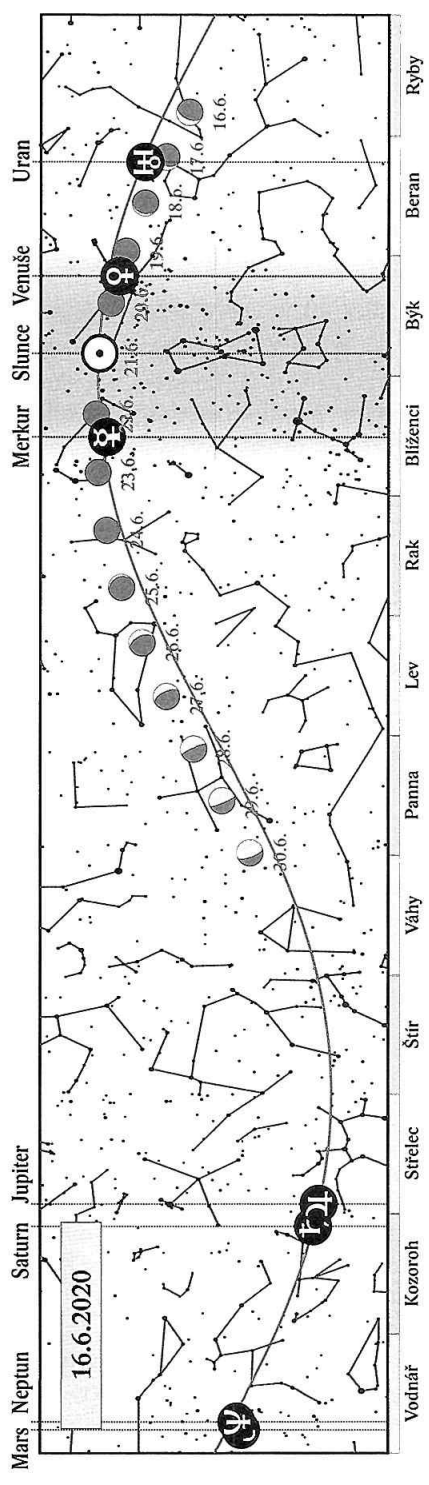 Mars Neptun Saturn Jupiter Merkur Slunce Venuše Uran
16.6.2020
30.6. 29.6. 28.6. 27.6. 26.6. 25.6. 24.6. 23.6. 21.6. 20.6. 19.6. 18.6. 17.6. 16.6.
Vodnář Kozoroh Střelec Štír Váhy Panna Lev Rak Blíženci Býk Beran Ryby